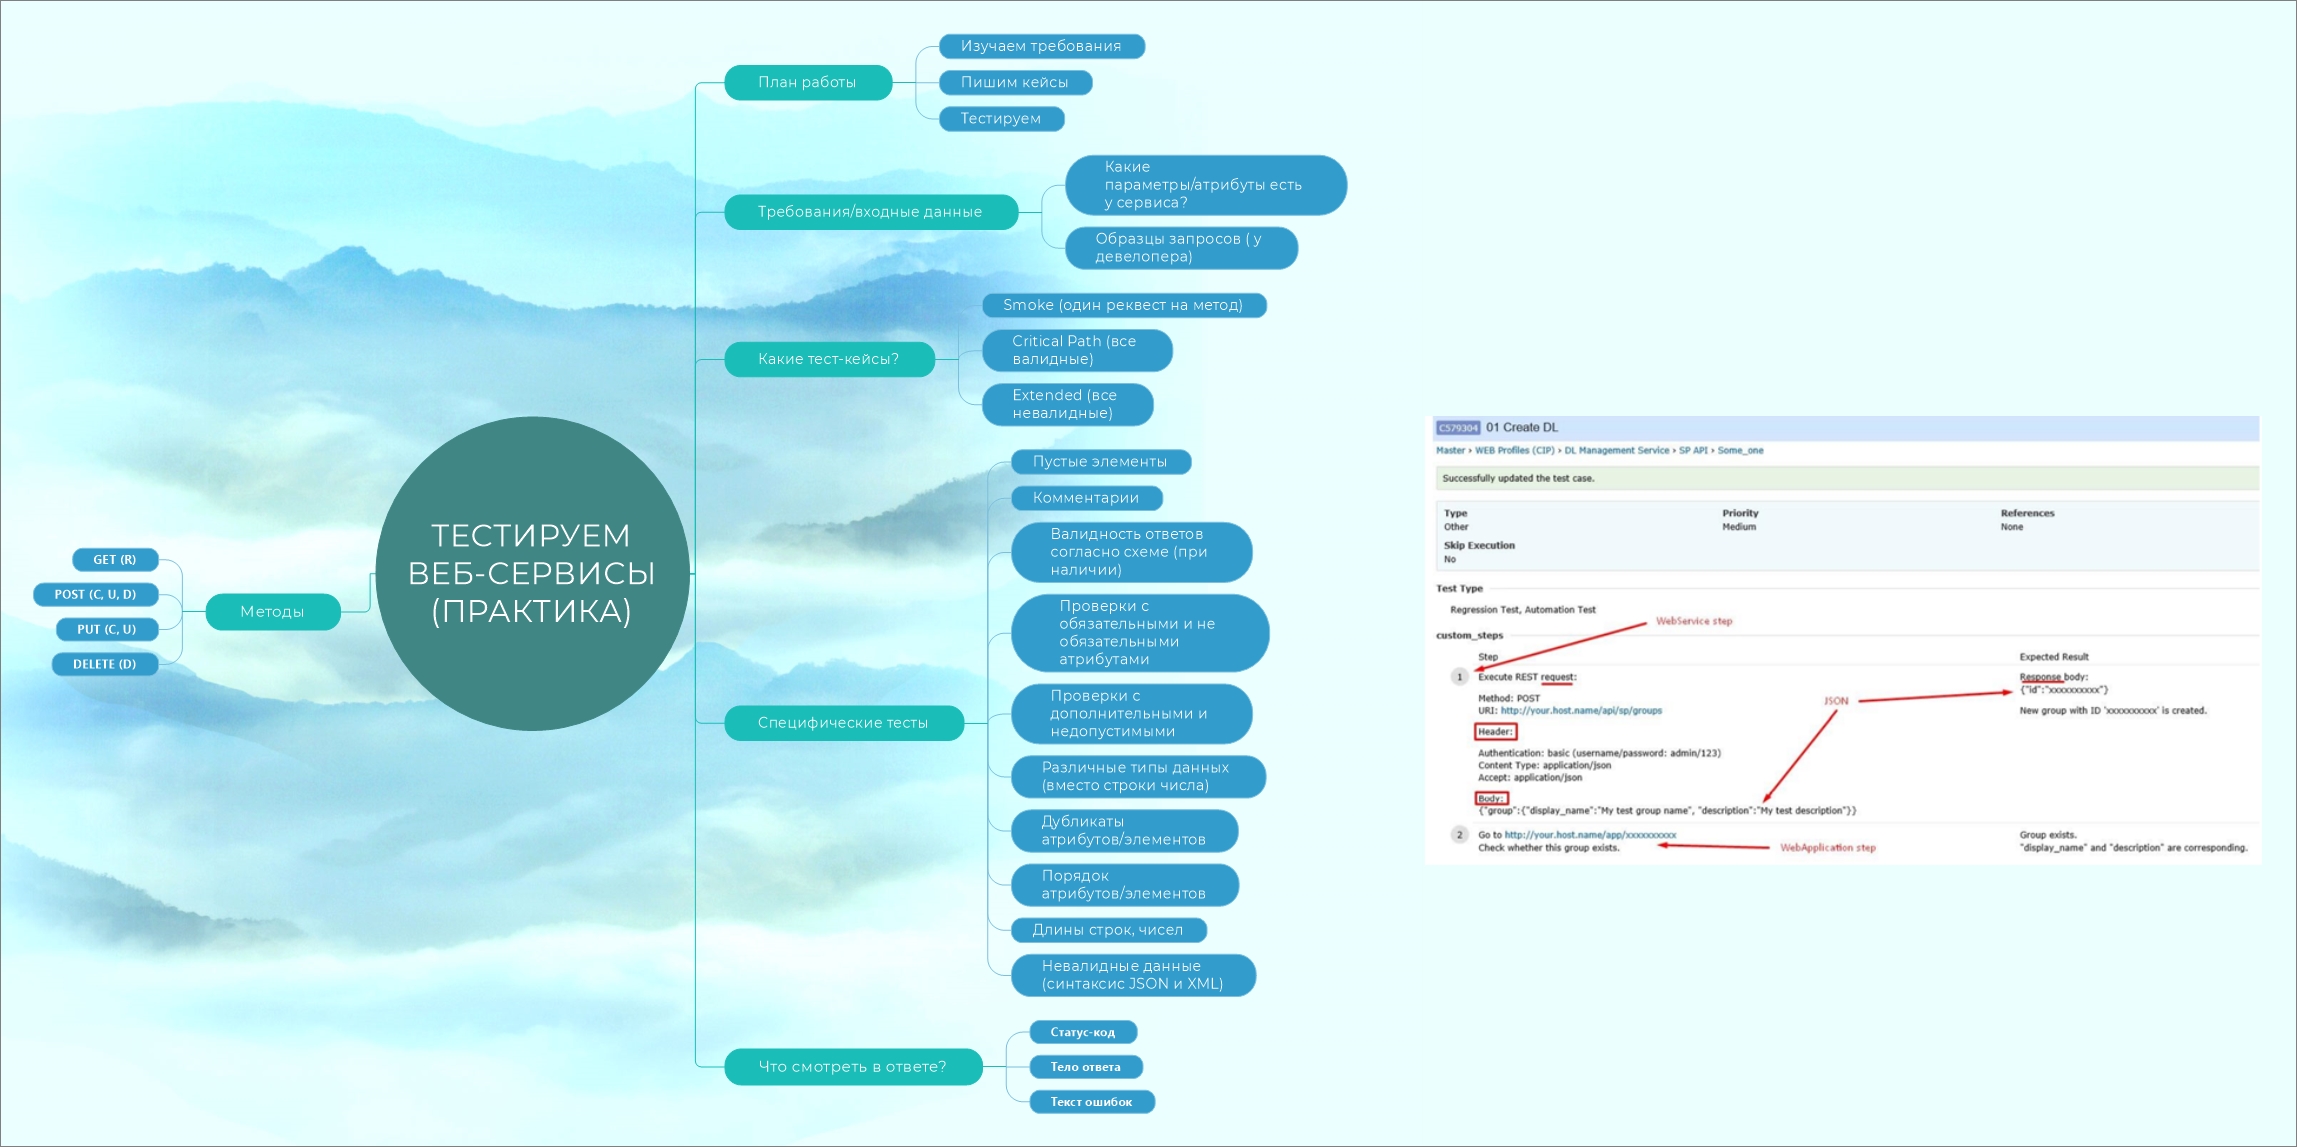 План работы
Изучаем требования
Пишим кейсы
Тестируем
Требования/входные данные
Какие
параметры/атрибуты есть
у сервиса?
Образцы запросов ( у
девелопера)
Какие тест-кейсы?
Smoke (один реквест на метод)
Critical Path (все
валидные)
Extended (все
невалидные)
ТЕСТИРУЕМ
ВЕБ-СЕРВИСЫ
(ПРАКТИКА)
Методы
GET (R)
POST (C, U, D)
PUT (C, U)
DELETE (D)
Специфические тесты
Пустые элементы
Комментарии
Валидность ответов
согласно схеме (при
наличии)
Проверки с
обязательными и не
обязательными
атрибутами
Проверки с
дополнительными и
недопустимыми
Различные типы данных
(вместо строки числа)
Дубликаты
атрибутов/элементов
Порядок
атрибутов/элементов
Длины строк, чисел
Невалидные данные
(синтаксис JSON и XML)
Что смотреть в ответе?
Статус-код
Тело ответа
Текст ошибок
C579304 01 Create DL
Master › WEB Profiles (CIP) › DL Management Service › SP API › Some_one
Successfully updated the test case.
Type Priority References
Other Medium None
Skip Execution
No
Test Type
Regression Test, Automation Test
WebService step
custom_steps
Step Expected Result
1 Execute REST request: Response body:
{"id":"xxxxxxxxxx"}
Method: POST
JSON
URI: http://your.host.name/api/sp/groups New group with ID 'xxxxxxxxxx' is created.
Header:
Authentication: basic (username/password: admin/123)
Content Type: application/json
Accept: application/json
Body:
{"group":{"display_name":"My test group name", "description":"My test description"}}
2 Go to http://your.host.name/app/xxxxxxxxxx Group exists.
Check whether this group exists. WebApplication step "display_name" and "description" are corresponding.